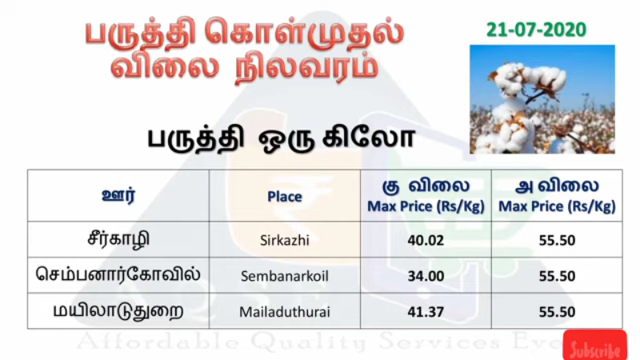 பருத்தி கொள்முதல்
விலை நிலவரம்
21-07-2020
பருத்தி ஒரு கிலோ
ஊர் Place கு விலை Max Price (Rs/Kg) அ விலை Max Price (Rs/Kg)
சீர்காழி Sirkazhi 40.02 55.50
செம்பனார்கோவில் Sembanarkoil 34.00 55.50
மயிலாடுதுறை Mailaduthurai 41.37 55.50
Affordable Quality Services
Subscribe